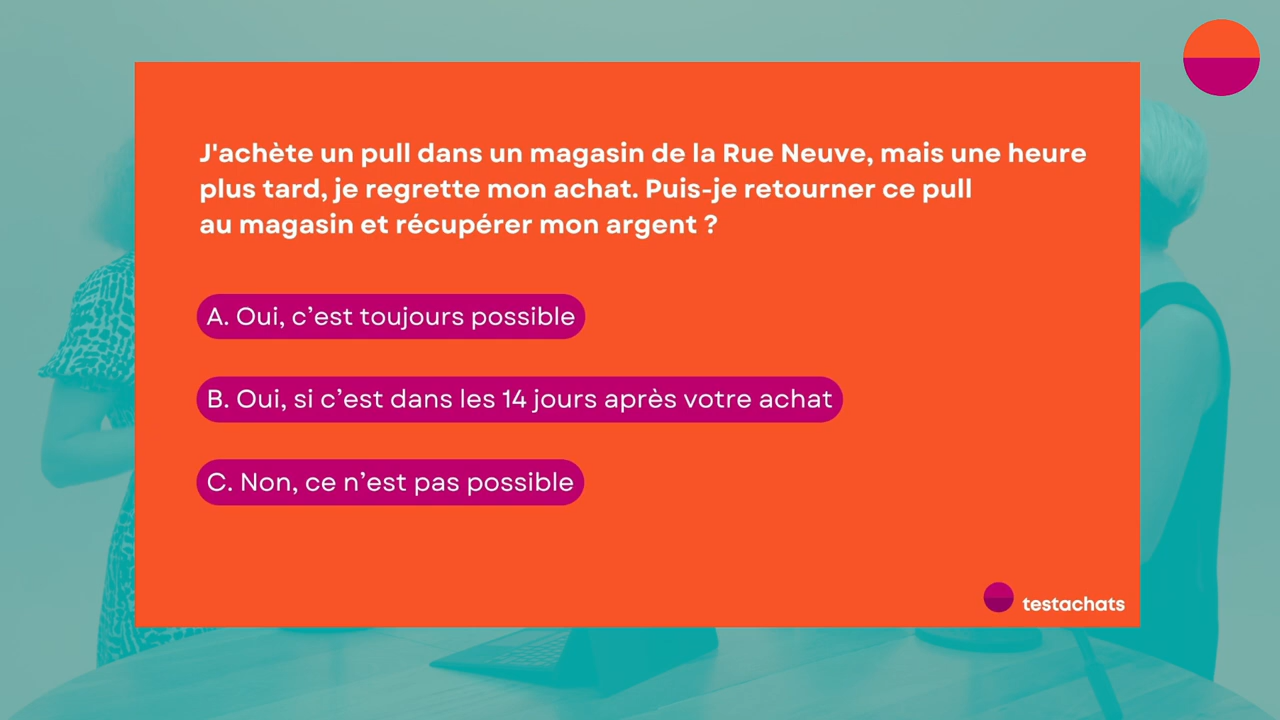 J'achète un pull dans un magasin de la Rue Neuve, mais une heure
plus tard, je regrette mon achat. Puis-je retourner ce pull
au magasin et récupérer mon argent ?
A. Oui, c’est toujours possible
B. Oui, si c’est dans les 14 jours après votre achat
C. Non, ce n’est pas possible
testachats